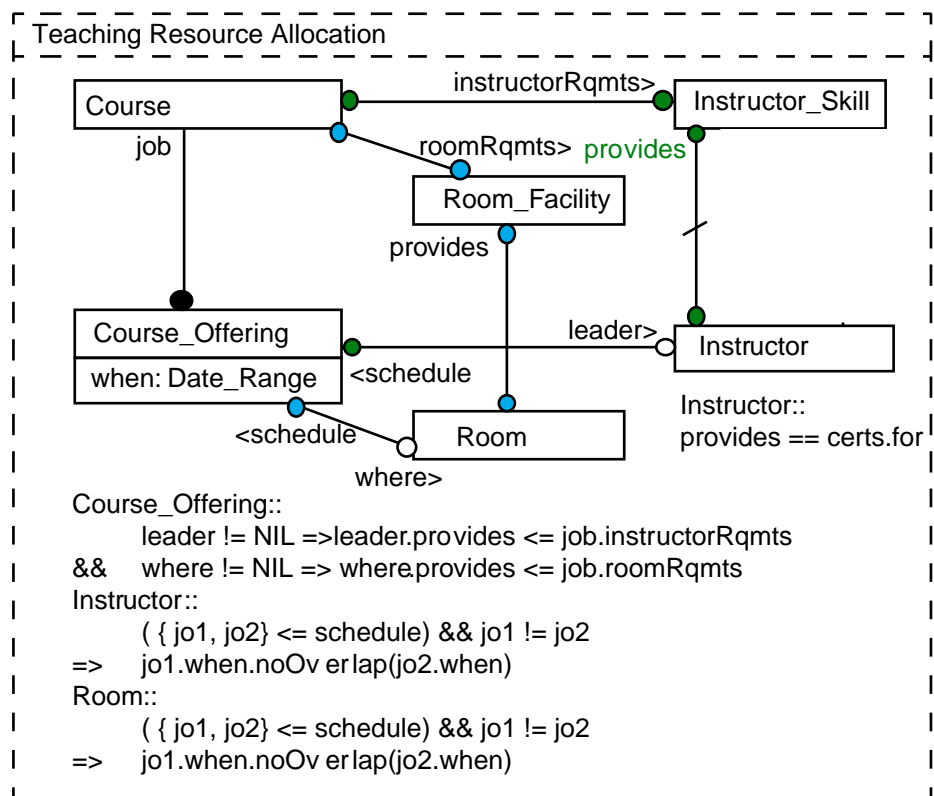 Teaching Resource Allocation
Course
instructorRqmts>
Instructor_Skill
job
roomRqmts>
provides
Room_Facility
provides
Course_Offering
leader>
Instructor
when: Date_Range
<schedule
Instructor::
provides == certs.for
<schedule
Room
where>
Course_Offering::
leader != NIL =>leader.provides <= job.instructorRqmts
&& where != NIL => where.provides <= job.roomRqmts
Instructor::
( { jo1, jo2} <= schedule) && jo1 != jo2
=> jo1.when.noOv erlap(jo2.when)
Room::
( { jo1, jo2} <= schedule) && jo1 != jo2
=> jo1.when.noOv erlap(jo2.when)